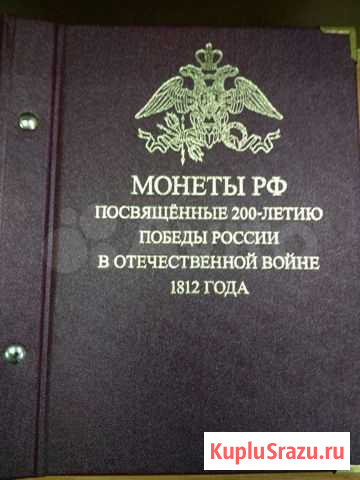 МОНЕТЫ РФ
ПОСВЯЩЁННЫЕ 200-ЛЕТИЮ
ПОБЕДЫ РОССИИ
В ОТЕЧЕСТВЕННОЙ ВОЙНЕ
1812 ГОДА
KupluSrazu.ru